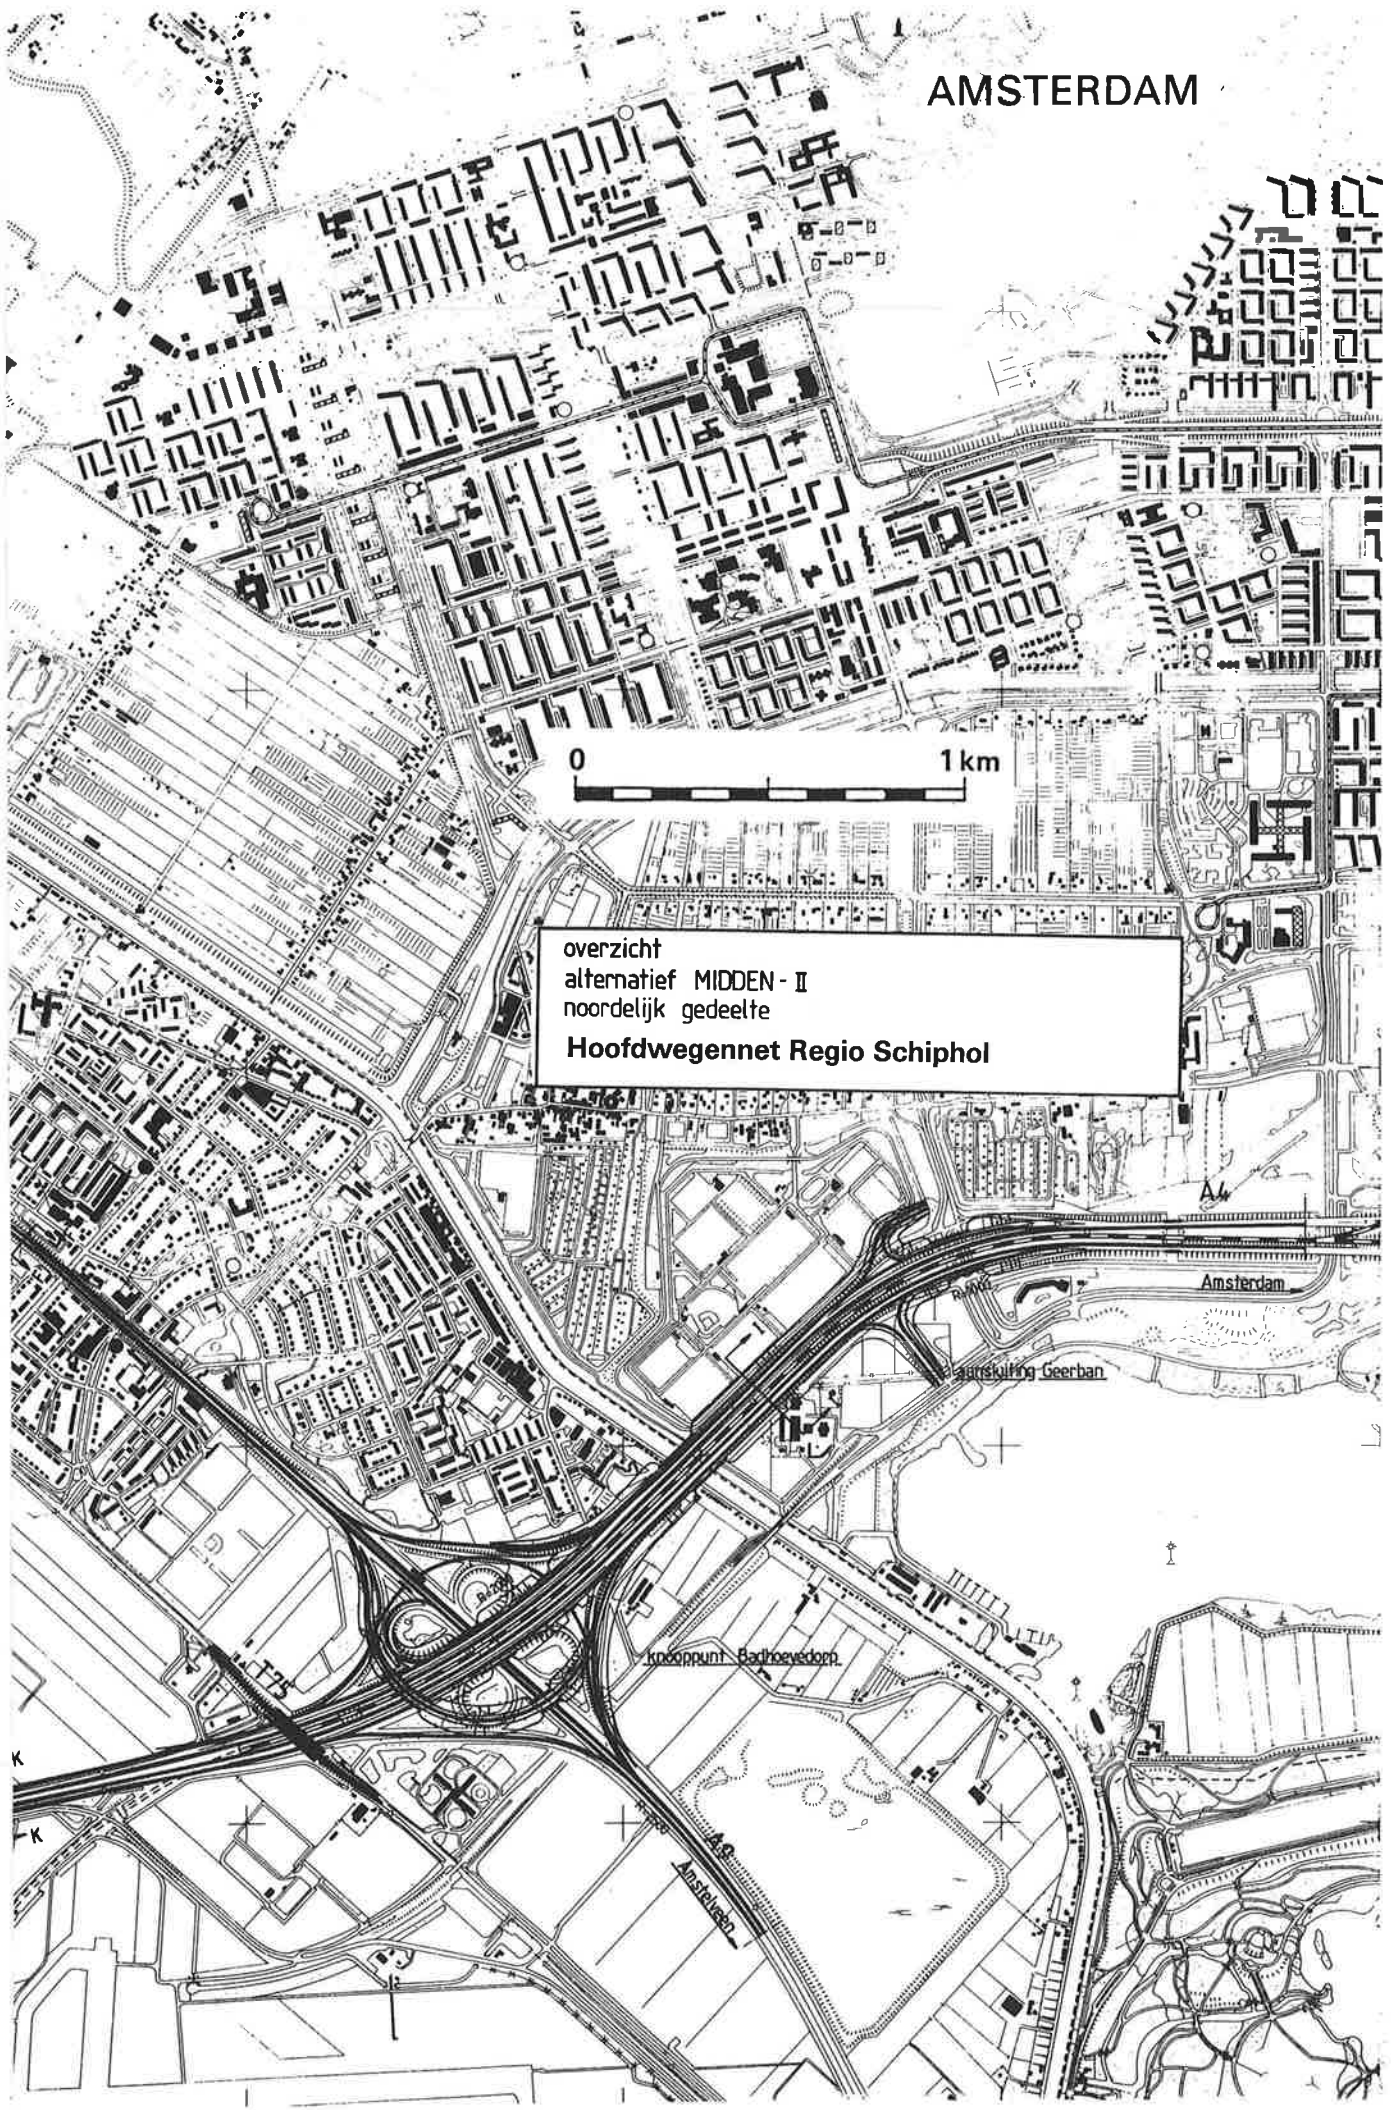 AMSTERDAM
0 1 km
overzicht
alternatief MIDDEN - II
noordelijk gedeelte
Hoofdwegennet Regio Schiphol
A4
Amsterdam
aansluiting Geerban
knooppunt Badhoevedorp
T75
K
K
A9
Amstelveen